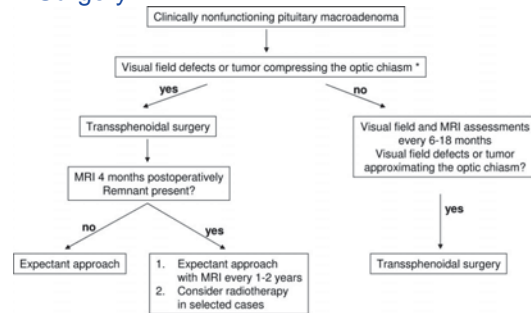 Surgery
Clinically nonfunctioning pituitary macroadenoma
Visual field defects or tumor compressing the optic chiasm *
yes
no
Transsphenoidal surgery
Visual field and MRI assessments
every 6-18 months
Visual field defects or tumor
approximating the optic chiasm?
MRI 4 months postoperatively
Remnant present?
no
yes
yes
Expectant approach
1. Expectant approach
with MRI every 1-2 years
2. Consider radiotherapy
in selected cases
Transsphenoidal surgery